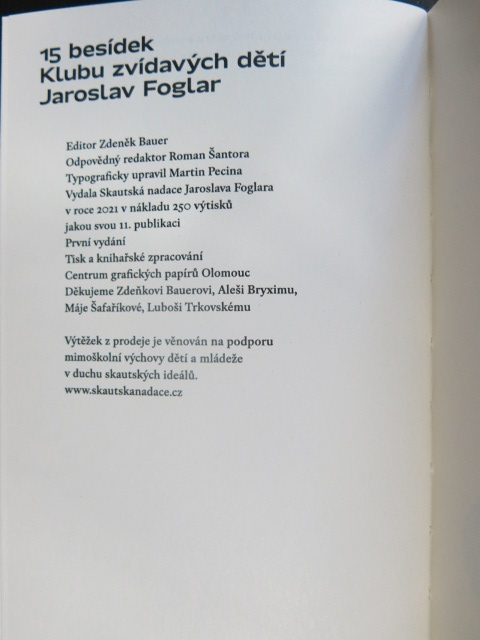 15 besídek
Klubu zvídavých dětí
Jaroslav Foglar
Editor Zdeněk Bauer
Odpovědný redaktor Roman Šantora
Typograficky upravil Martin Pecina
Vydala Skautská nadace Jaroslava Foglara
v roce 2021 v nákladu 250 výtisků
jakou svou 11. publikaci
První vydání
Tisk a knihařské zpracování
Centrum grafických papírů Olomouc
Děkujeme Zdeňkovi Bauerovi, Aleši Bryximu,
Máje Šafaříkové, Luboši Trkovskému
Výtěžek z prodeje je věnován na podporu
mimoškolní výchovy dětí a mládeže
v duchu skautských ideálů.
www.skautskanadace.cz